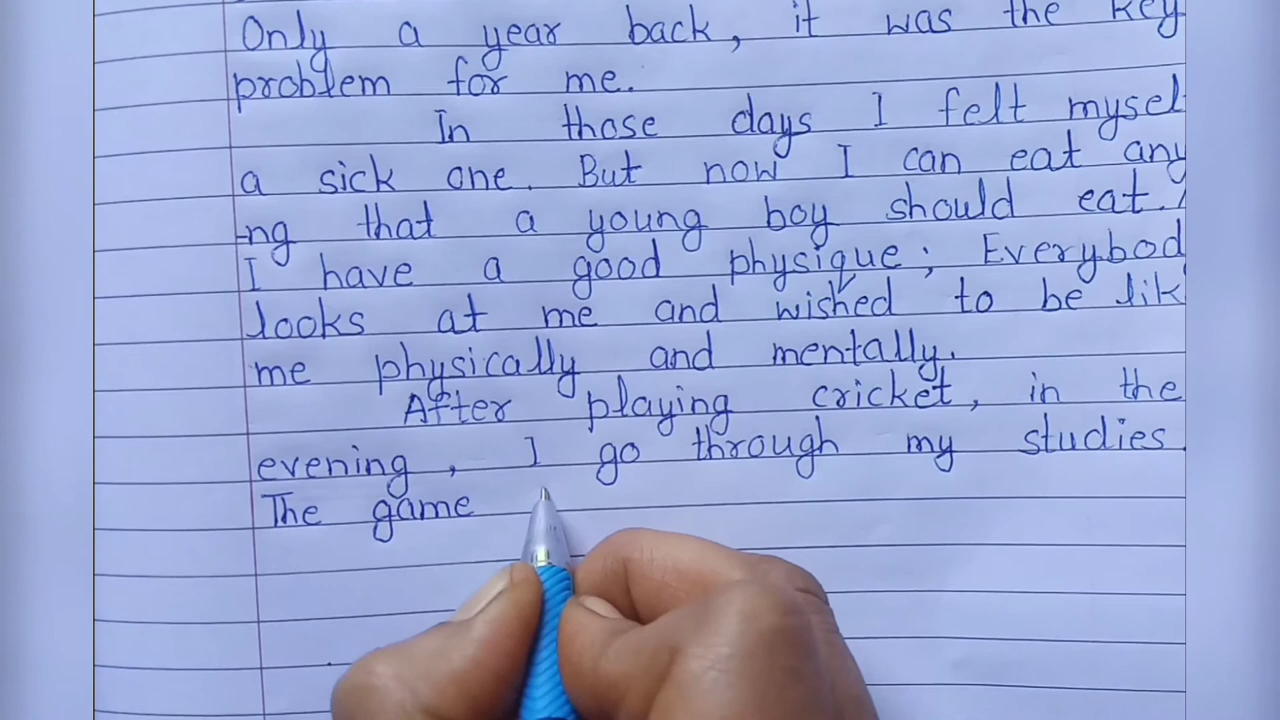 Only a year back, it was the key
problem for me.
In those days I felt mysel
a sick one. But now I can eat any
-ng that a young boy should eat.
I have a good physique; Everybod
looks at me and wished to be lik
me physically and mentally.
After playing cricket, in the
evening, I go through my studies.
The game